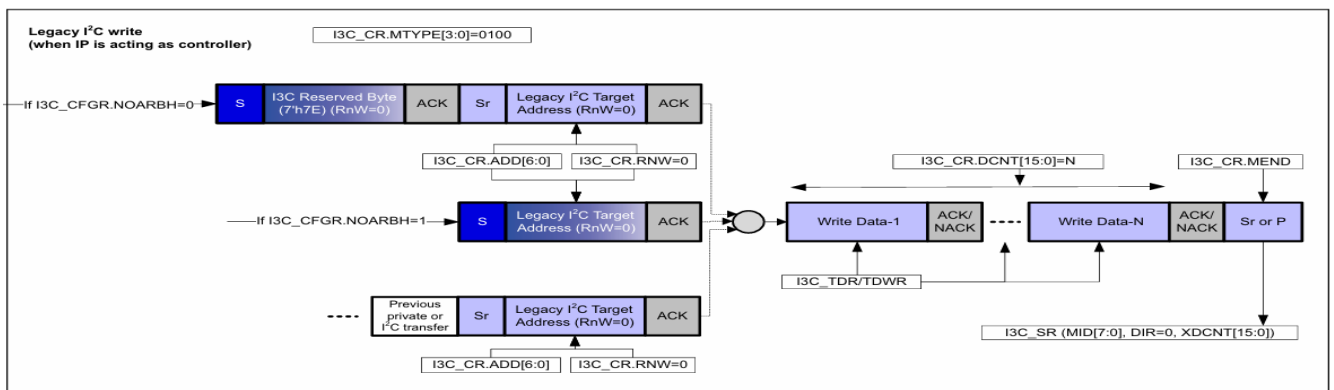 Legacy I²C write
(when IP is acting as controller)
I3C_CR.MTYPE[3:0]=0100
If I3C_CFGR.NOARBH=0
S
I3C Reserved Byte
(7'h7E) (RnW=0)
ACK
Sr
Legacy I²C Target
Address (RnW=0)
ACK
I3C_CR.ADD[6:0]
I3C_CR.RNW=0
I3C_CR.DCNT[15:0]=N
I3C_CR.MEND
If I3C_CFGR.NOARBH=1
S
Legacy I²C Target
Address (RnW=0)
ACK
Write Data-1
ACK/
NACK
Write Data-N
ACK/
NACK
Sr or P
I3C_TDR/TDWR
Previous
private or
I²C transfer
Sr
Legacy I²C Target
Address (RnW=0)
ACK
I3C_SR (MID[7:0], DIR=0, XDCNT[15:0])
I3C_CR.ADD[6:0]
I3C_CR.RNW=0